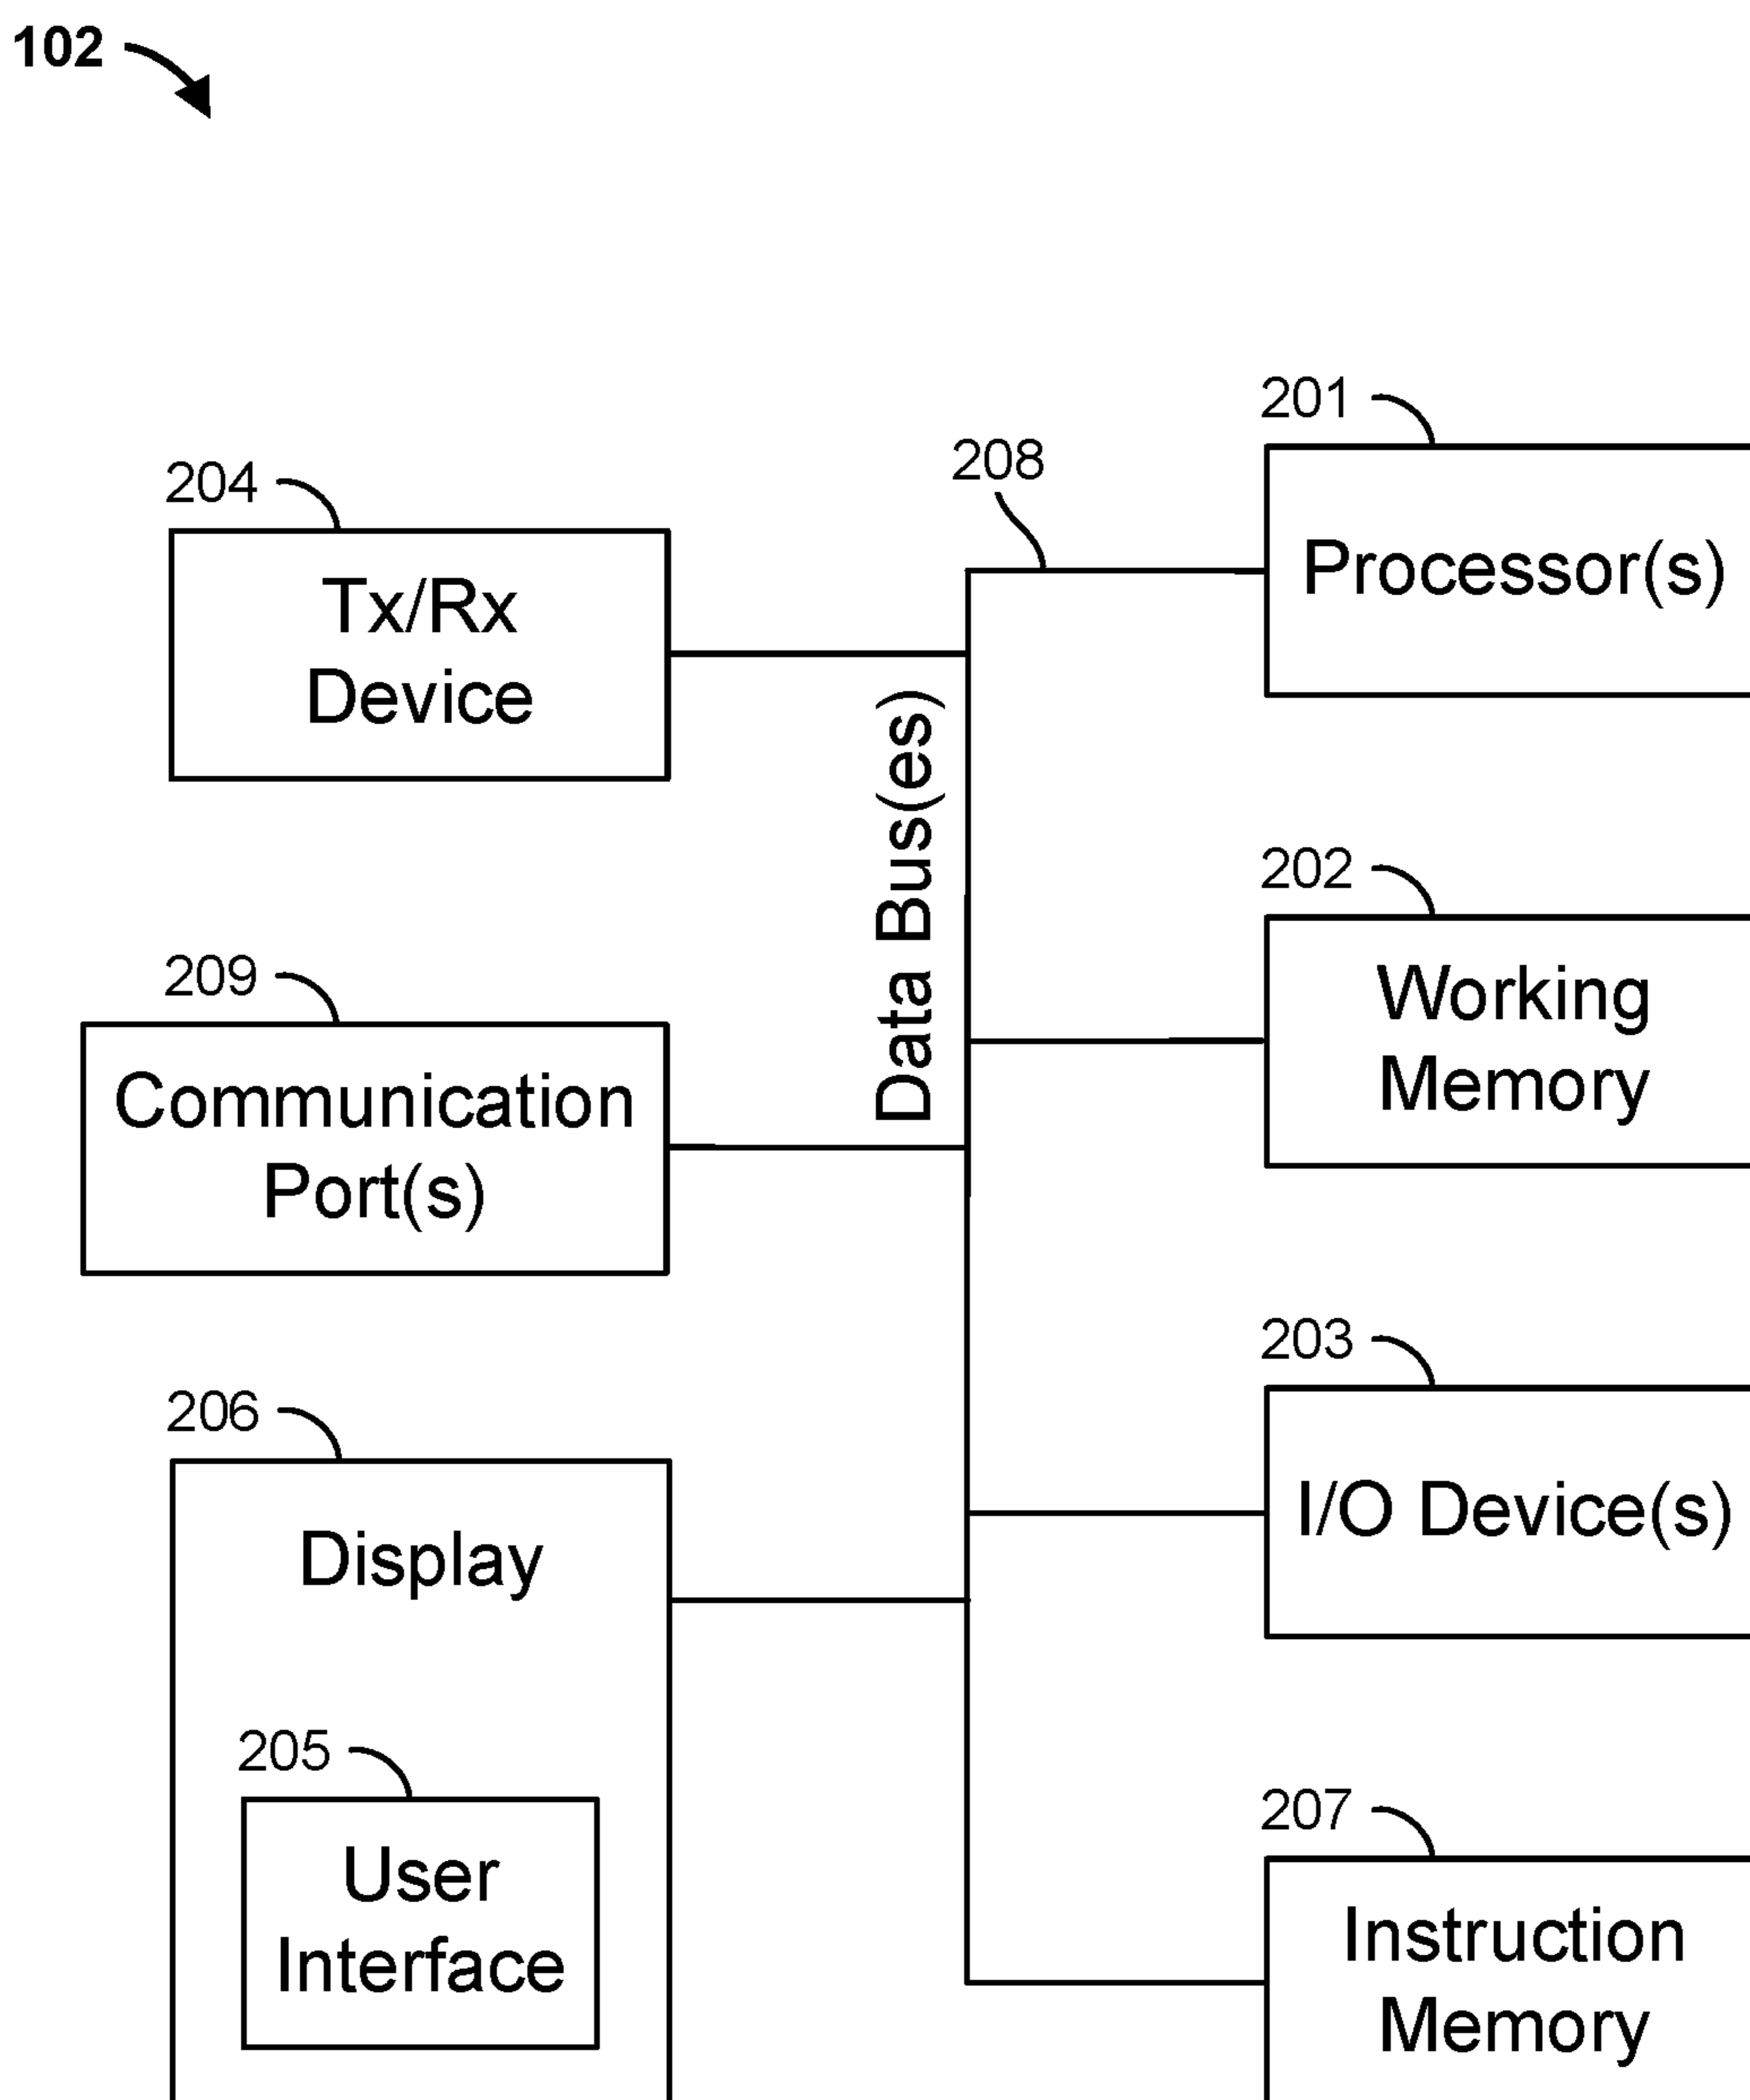 102
201
208
204
Processor(s)
Tx/Rx
Device
Data Bus(es)
202
209
Working
Memory
Communication
Port(s)
203
206
I/O Device(s)
Display
205
207
User
Interface
Instruction
Memory